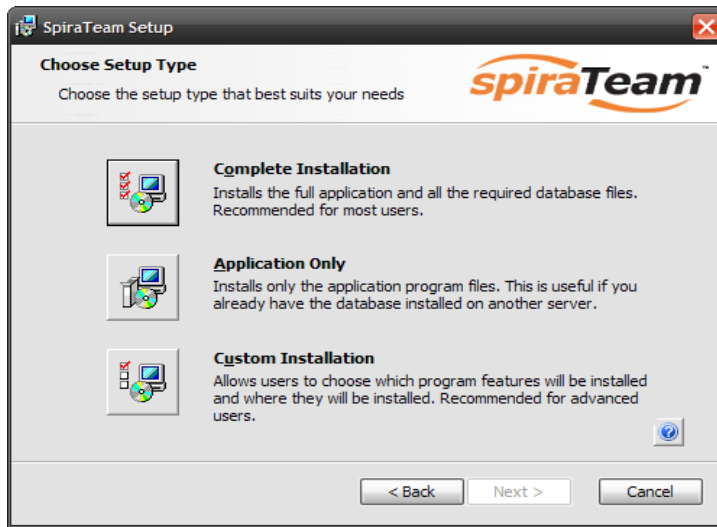 SpiraTeam Setup
Choose Setup Type
Choose the setup type that best suits your needs
spiraTeam™
Complete Installation
Installs the full application and all the required database files.
Recommended for most users.
Application Only
Installs only the application program files. This is useful if you
already have the database installed on another server.
Custom Installation
Allows users to choose which program features will be installed
and where they will be installed. Recommended for advanced
users.
< Back
Next >
Cancel